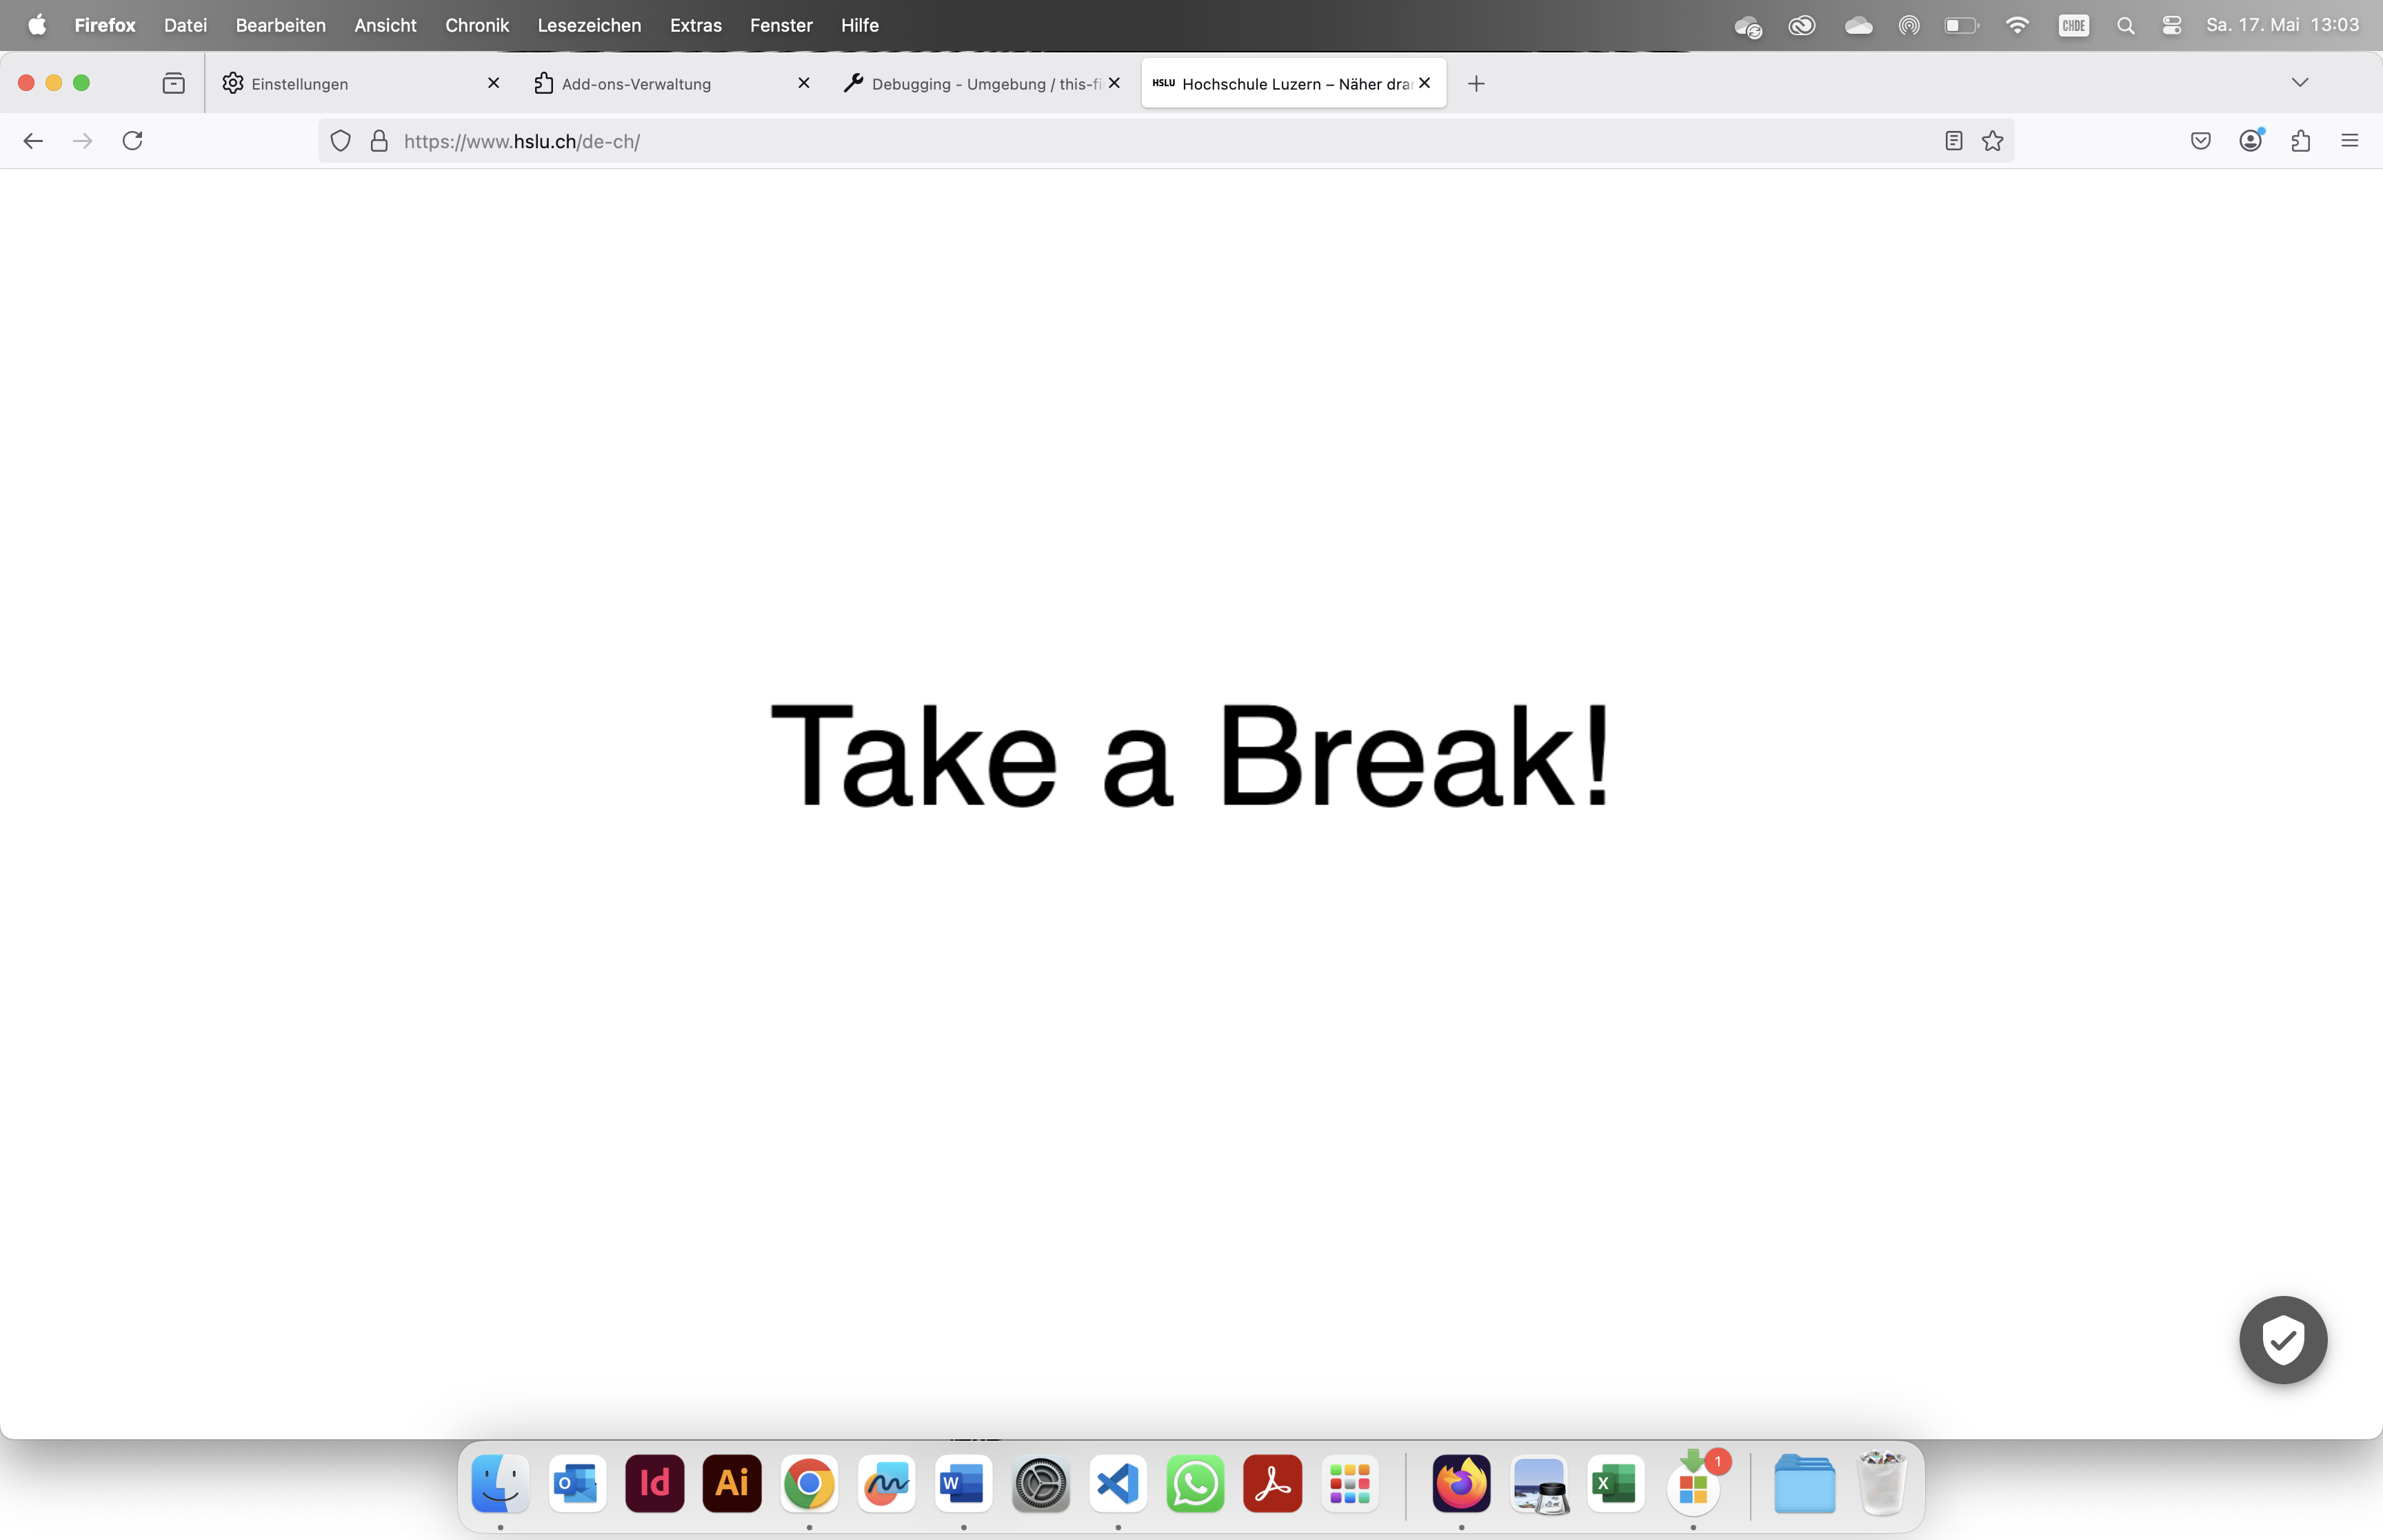 Firefox Datei Bearbeiten Ansicht Chronik Lesezeichen Extras Fenster Hilfe CHDE Sa. 17. Mai 13:03
Einstellungen Add-ons-Verwaltung Debugging - Umgebung / this-fi HSLU Hochschule Luzern – Näher dra
https://www.hslu.ch/de-ch/
Take a Break!
O Id Ai W X 1